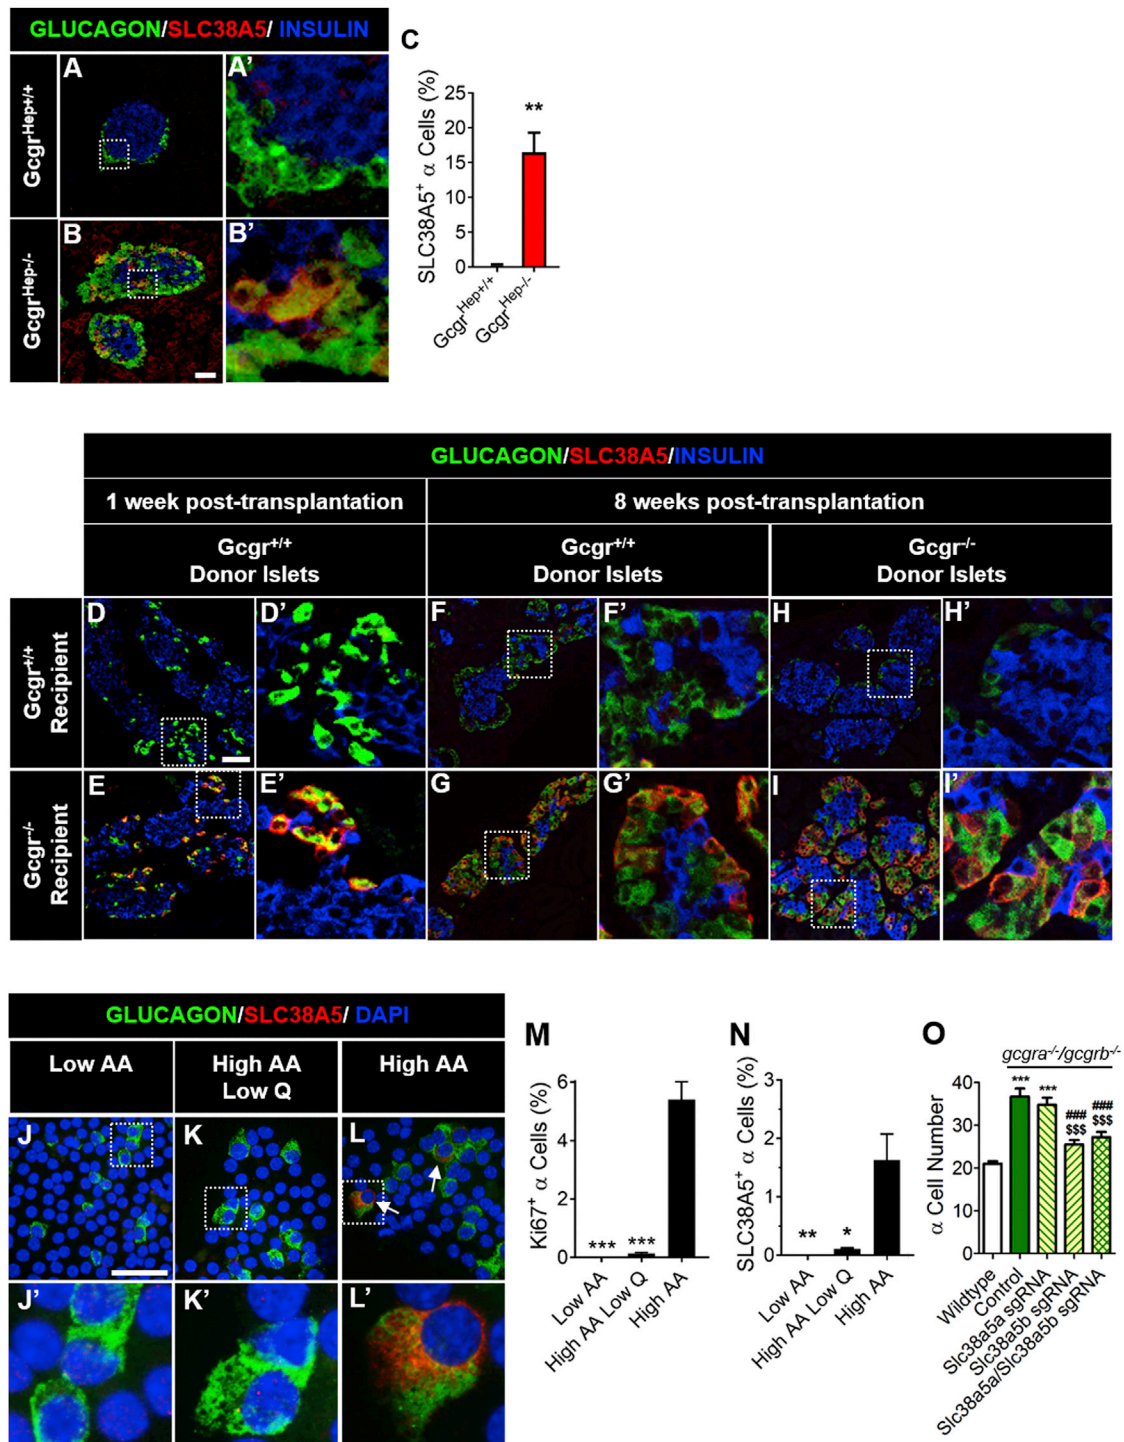 GLUCAGON/SLC38A5/ INSULIN
Gcgr^Hep+/+
A
A'
Gcgr^Hep-/-
B
B'
C
SLC38A5⁺ α Cells (%)
25
20
15
10
5
0
**
Gcgr^Hep+/+
Gcgr^Hep-/-
GLUCAGON/SLC38A5/INSULIN
1 week post-transplantation
8 weeks post-transplantation
Gcgr⁺/⁺
Donor Islets
Gcgr⁺/⁺
Donor Islets
Gcgr⁻/⁻
Donor Islets
Gcgr⁺/⁺
Recipient
D
D'
F
F'
H
H'
Gcgr⁻/⁻
Recipient
E
E'
G
G'
I
I'
GLUCAGON/SLC38A5/ DAPI
Low AA
High AA
Low Q
High AA
J
K
L
J'
K'
L'
M
Ki67⁺ α Cells (%)
6
4
2
0
***
***
Low AA
High AA Low Q
High AA
N
SLC38A5⁺ α Cells (%)
3
2
1
0
**
*
Low AA
High AA Low Q
High AA
O
gcgra⁻/⁻/gcgrb⁻/⁻
α Cell Number
40
30
20
10
0
***
***
###
$$$
###
$$$
Wildtype
Control
Slc38a5a sgRNA
Slc38a5b sgRNA
Slc38a5a/Slc38a5b sgRNA